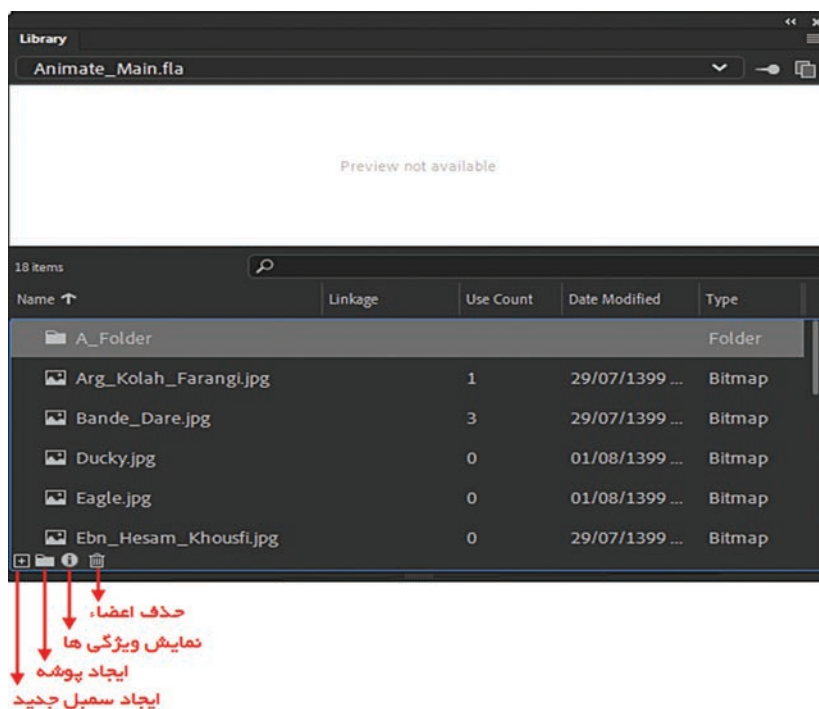 Library
Animate_Main.fla
Preview not available
18 items
Name Linkage Use Count Date Modified Type
A_Folder Folder
Arg_Kolah_Farangi.jpg 1 29/07/1399 ... Bitmap
Bande_Dare.jpg 3 29/07/1399 ... Bitmap
Ducky.jpg 0 01/08/1399 ... Bitmap
Eagle.jpg 0 01/08/1399 ... Bitmap
Ebn_Hesam_Khousfi.jpg 0 29/07/1399 ... Bitmap
حذف اعضاء
نمایش ویژگی ها
ایجاد پوشه
ایجاد سمبل جدید